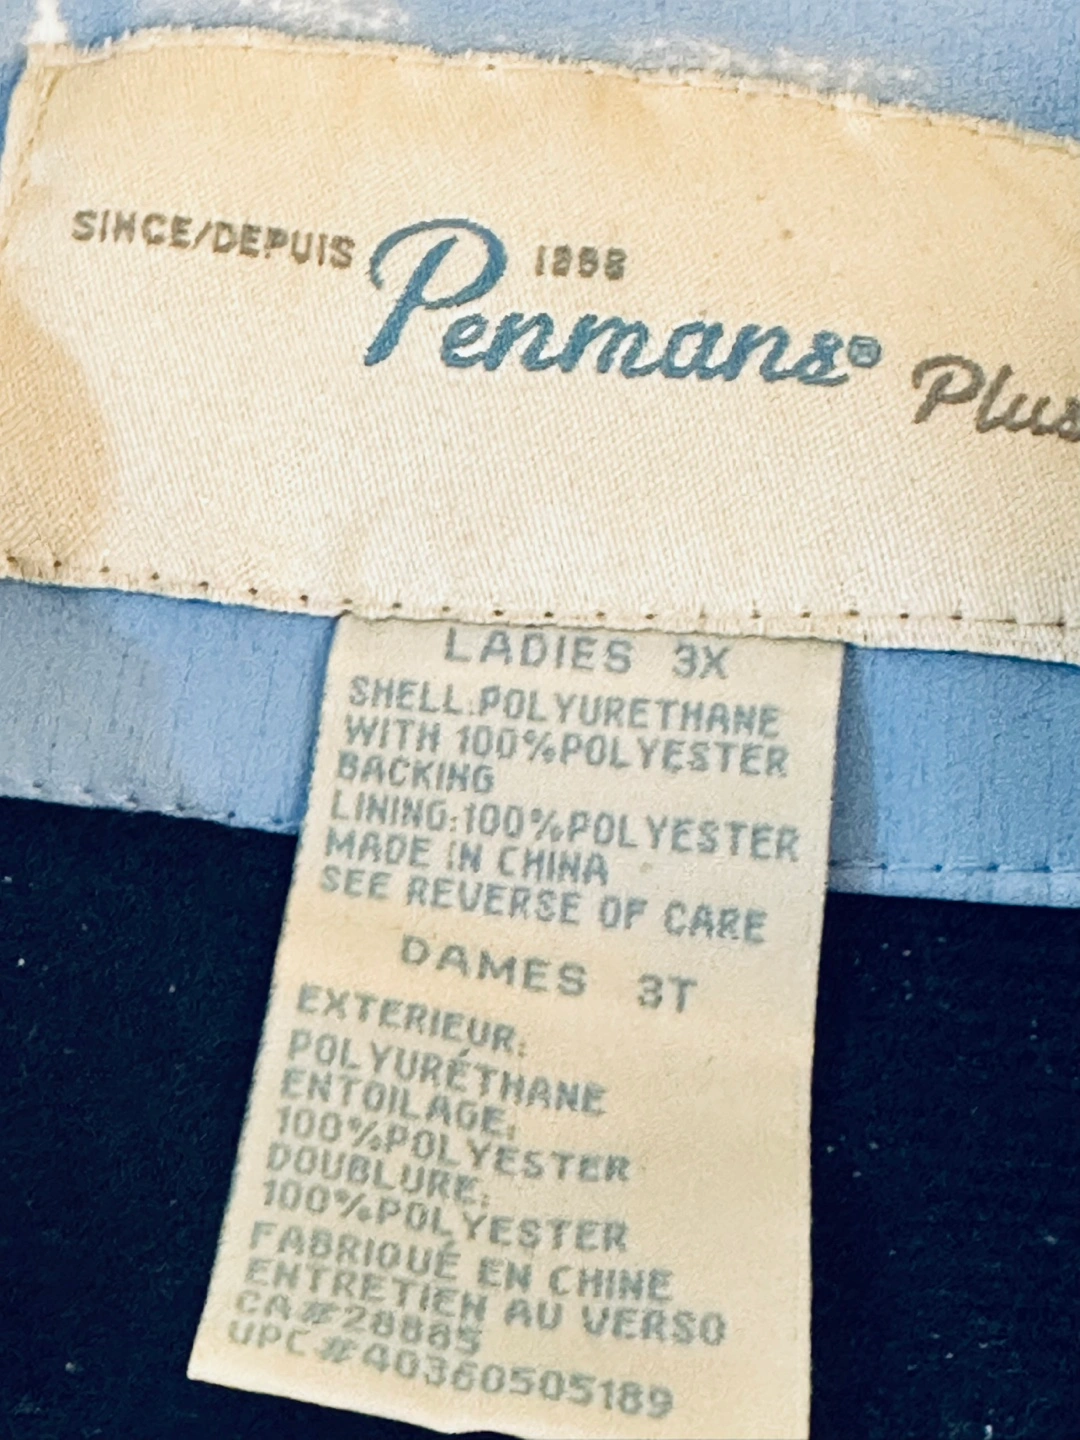 SINCE/DEPUIS 1868
Penmans® Plus
LADIES 3X
SHELL:POLYURETHANE
WITH 100%POLYESTER
BACKING
LINING:100%POLYESTER
MADE IN CHINA
SEE REVERSE OF CARE
DAMES 3T
EXTERIEUR:
POLYURÉTHANE
ENTOILAGE:
100%POLYESTER
DOUBLURE:
100%POLYESTER
FABRIQUÉ EN CHINE
ENTRETIEN AU VERSO
CA#28885
UPC#40360505189